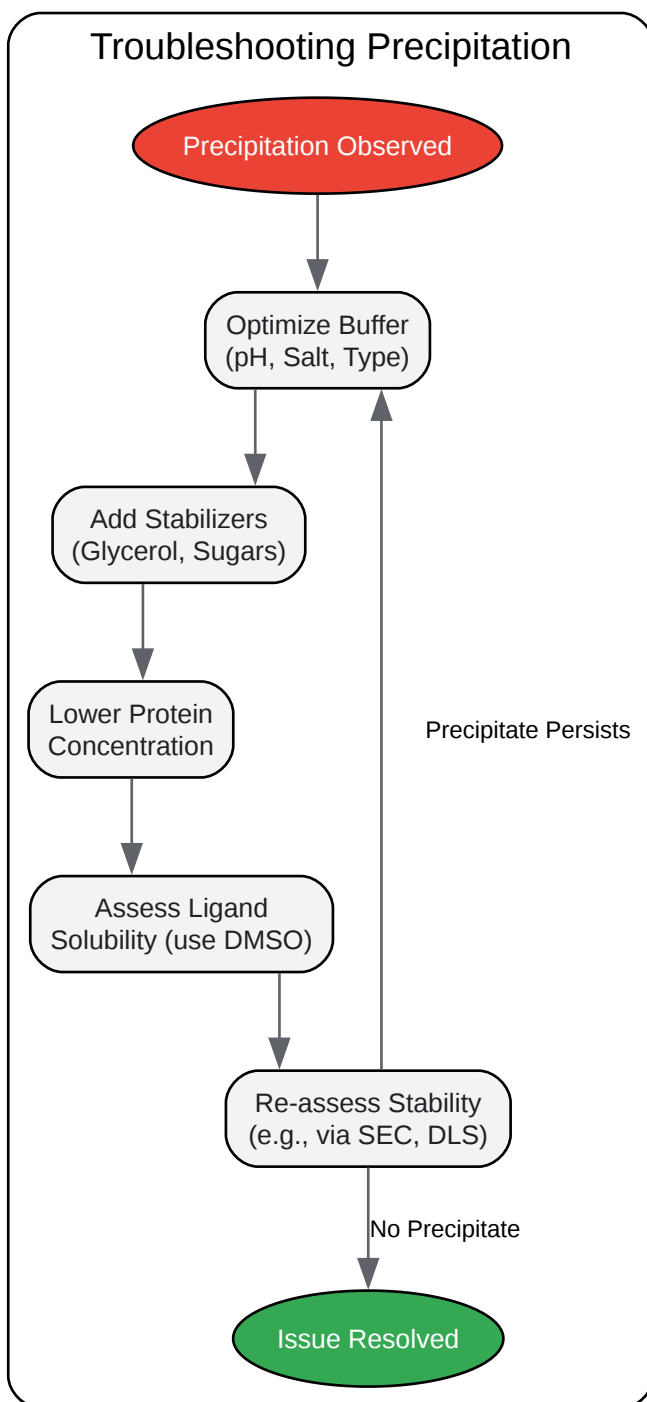 Troubleshooting Precipitation
Precipitation Observed
Optimize Buffer
(pH, Salt, Type)
Add Stabilizers
(Glycerol, Sugars)
Lower Protein
Concentration
Precipitate Persists
Assess Ligand
Solubility (use DMSO)
Re-assess Stability
(e.g., via SEC, DLS)
No Precipitate
Issue Resolved